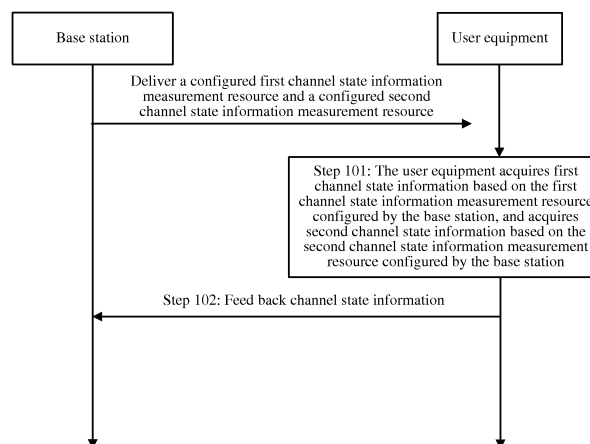 Base station
User equipment
Deliver a configured first channel state information
measurement resource and a configured second
channel state information measurement resource
Step 101: The user equipment acquires first
channel state information based on the first
channel state information measurement resource
configured by the base station, and acquires
second channel state information based on the
second channel state information measurement
resource configured by the base station
Step 102: Feed back channel state information